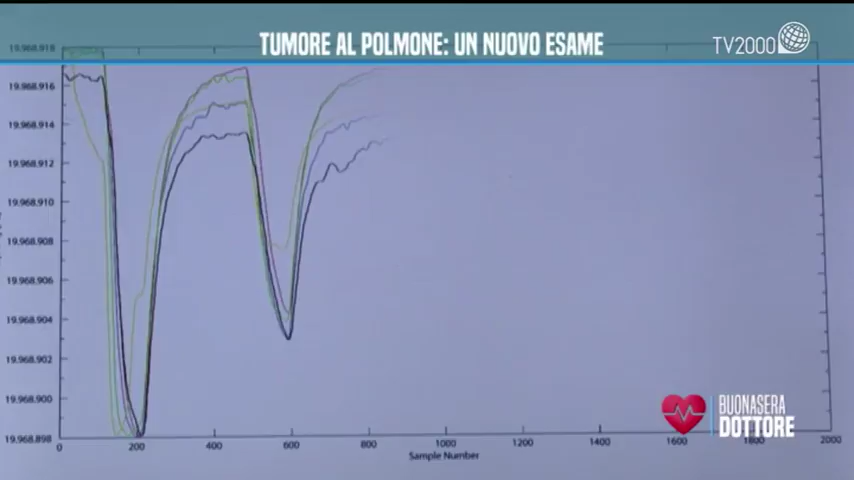 TUMORE AL POLMONE: UN NUOVO ESAME
TV2000
19.968.918
19.968.916
19.968.914
19.968.912
19.968.910
19.968.908
19.968.906
19.968.904
19.968.902
19.968.900
19.968.898
0 200 400 600 800 1000 1200 1400 1600 1800 2000
Sample Number
BUONASERA
DOTTORE